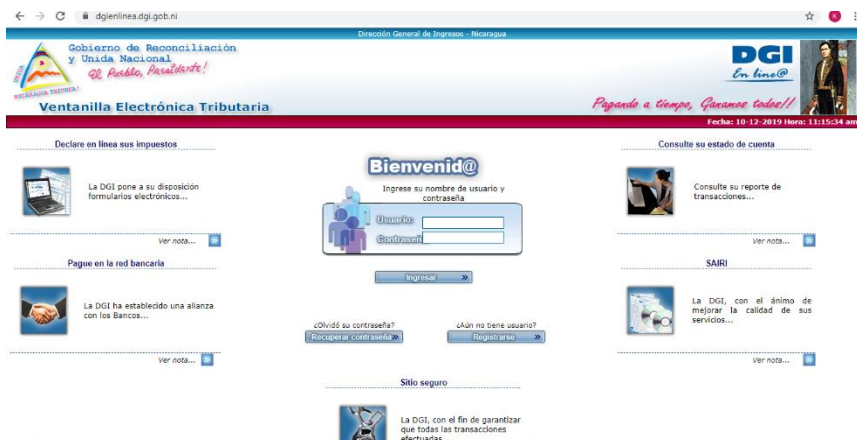 dgienlinea.dgi.gob.ni
K
Dirección General de Ingresos - Nicaragua
Gobierno de Reconciliación
y Unida Nacional
El Pueblo, Presidente!
NICARAGUA TRIUNFA!
Ventanilla Electrónica Tributaria
DGI
En line@
Pagando a tiempo, Ganamos todos!!
Fecha: 10-12-2019 Hora: 11:15:34 am
Declare en línea sus impuestos
La DGI pone a su disposición
formularios electrónicos...
Ver nota...
Pague en la red bancaria
La DGI ha establecido una alianza
con los Bancos...
Ver nota...
Bienvenid@
Ingrese su nombre de usuario y
contraseña
Usuario:
Contraseñ
Ingresar »
¿Olvidó su contraseña?
Recuperar contraseña»
¿Aún no tiene usuario?
Registrarse »
Sitio seguro
La DGI, con el fin de garantizar
que todas las transacciones
efectuadas
Consulte su estado de cuenta
Consulte su reporte de
transacciones...
Ver nota...
SAIRI
La DGI, con el ánimo de
mejorar la calidad de sus
servicios...
Ver nota...